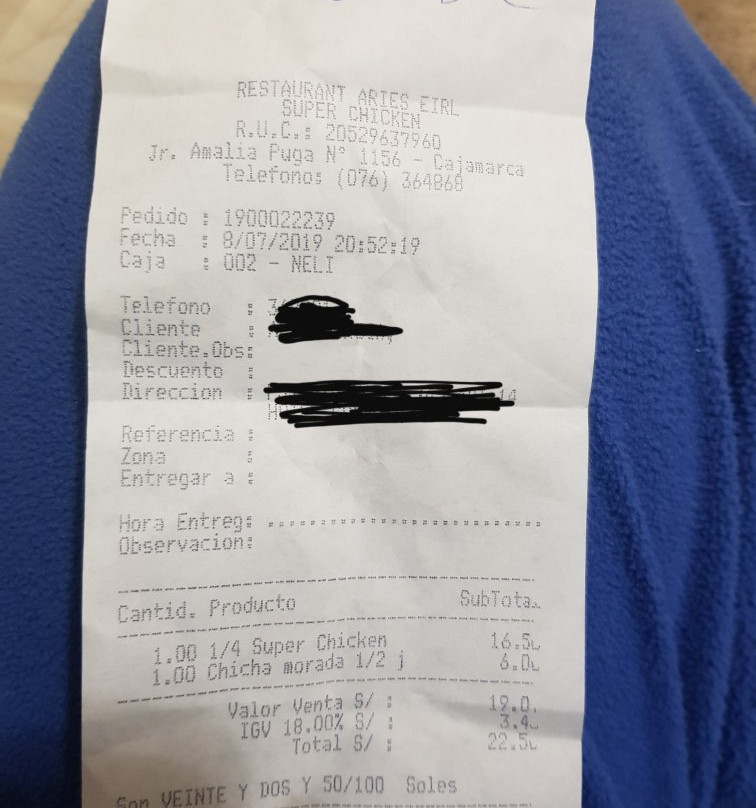 RESTAURANT ARIES EIRL
SUPER CHICKEN
R.U.C.: 20529637960
Jr. Amalia Puga N° 1156 - Cajamarca
Telefonos: (076) 364868
Pedido : 1900022239
Fecha : 8/07/2019 20:52:19
Caja : 002 - NELI
Telefono :
Cliente :
Cliente.Obs:
Descuento :
Direccion :
Referencia :
Zona :
Entregar a :
Hora Entreg:
Observacion:
Cantid. Producto SubTota
1.00 1/4 Super Chicken 16.5
1.00 Chicha morada 1/2 j 6.0
Valor Venta S/ : 19.0
IGV 18.00% S/ : 3.4
Total S/ : 22.5
Son VEINTE Y DOS Y 50/100 Soles